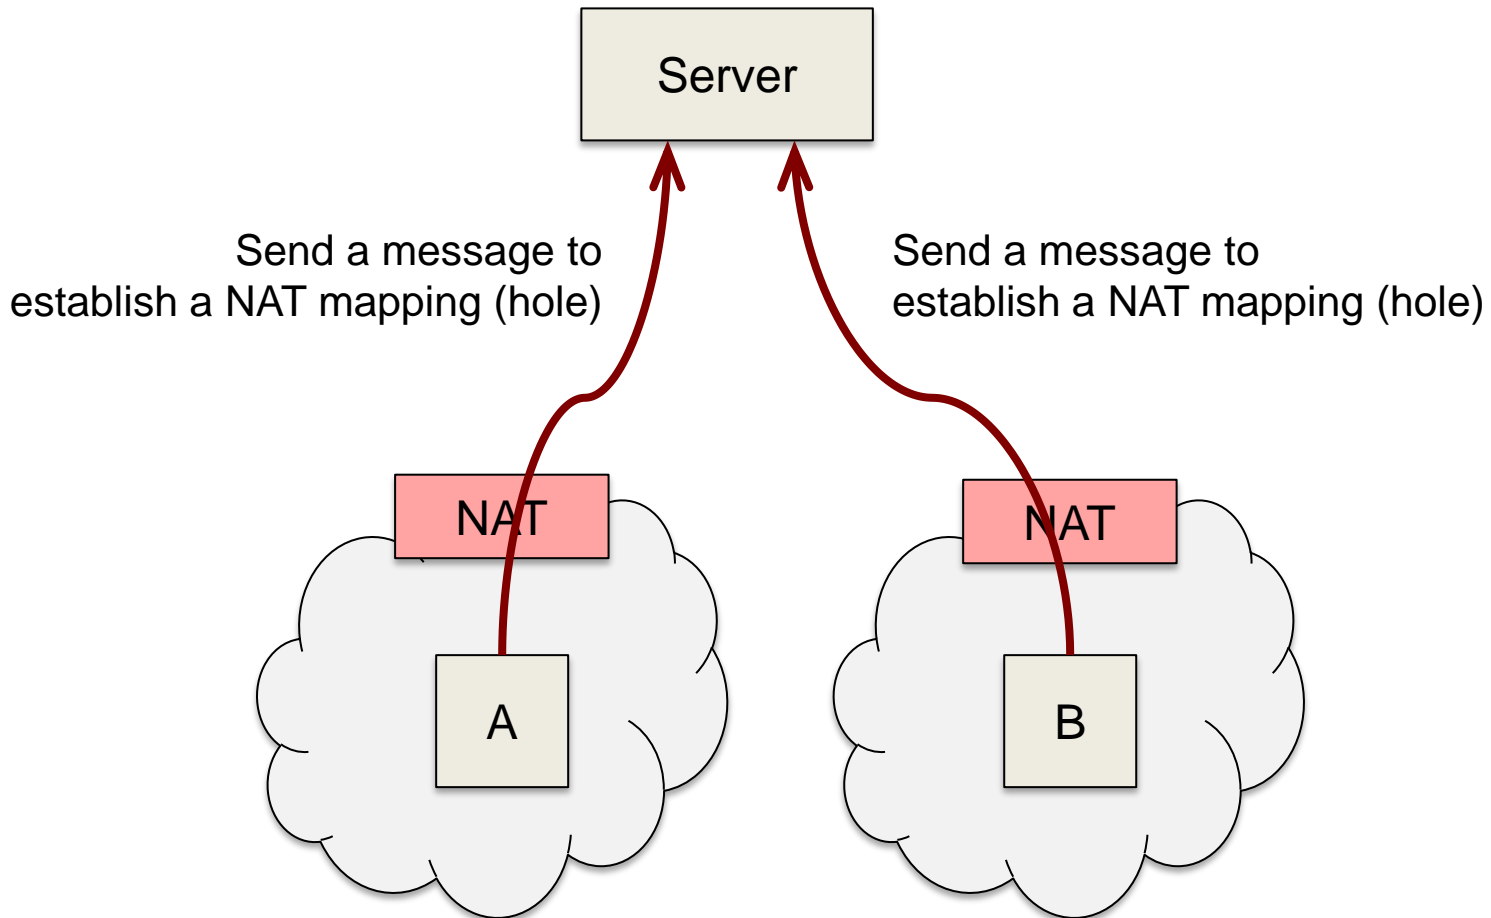 Server
Send a message to
establish a NAT mapping (hole)
Send a message to
establish a NAT mapping (hole)
NAT
NAT
A
B